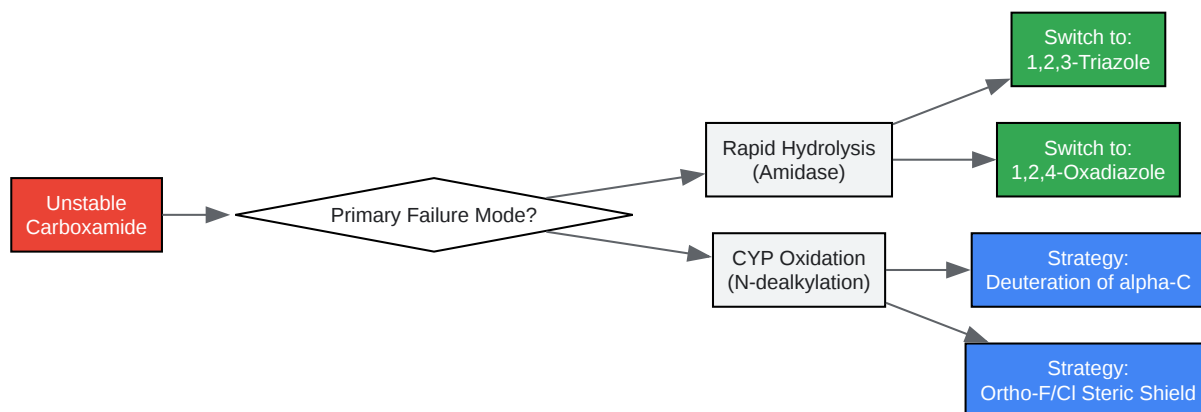 Unstable
Carboxamide
Primary Failure Mode?
Rapid Hydrolysis
(Amidase)
CYP Oxidation
(N-dealkylation)
Switch to:
1,2,3-Triazole
Switch to:
1,2,4-Oxadiazole
Strategy:
Deuteration of alpha-C
Strategy:
Ortho-F/Cl Steric Shield